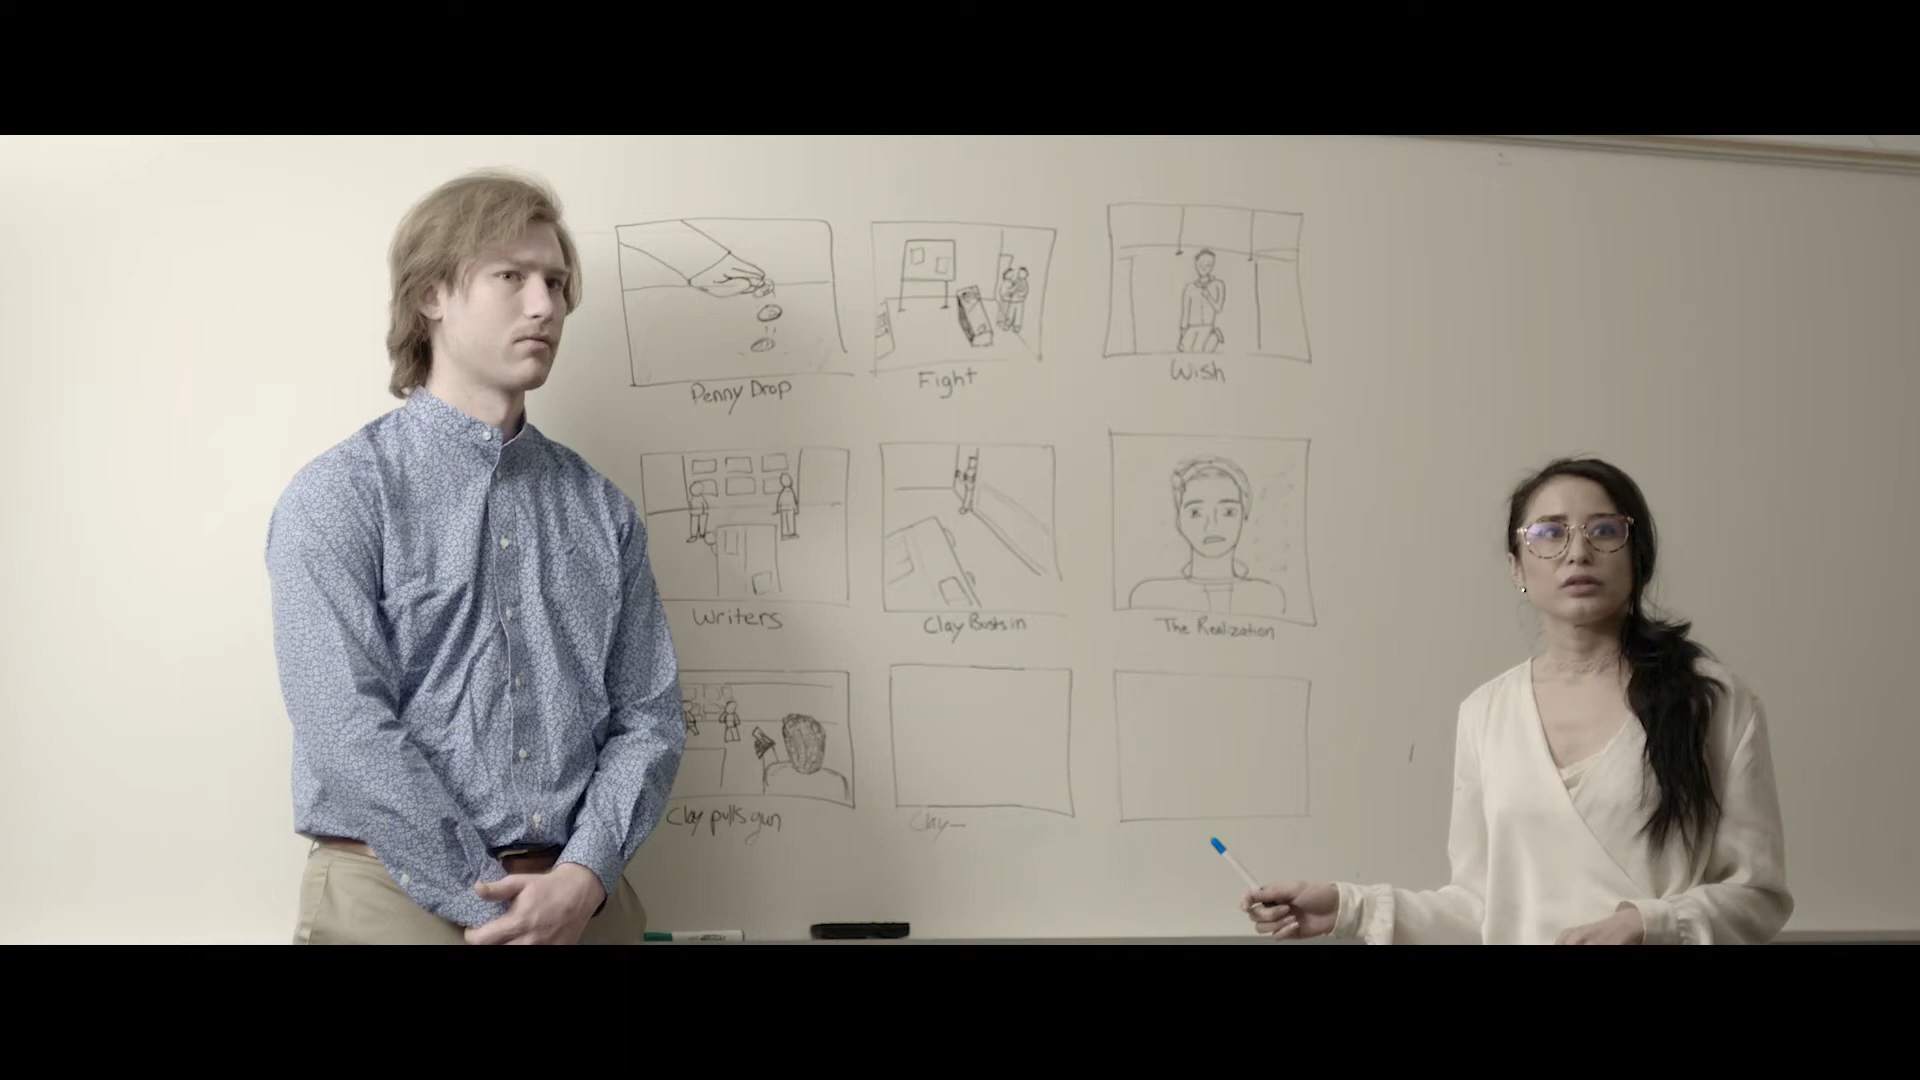 Penny Drop
Fight
Wish
Writers
Clay Busts in
The Realization
Clay pulls gun
Clay—